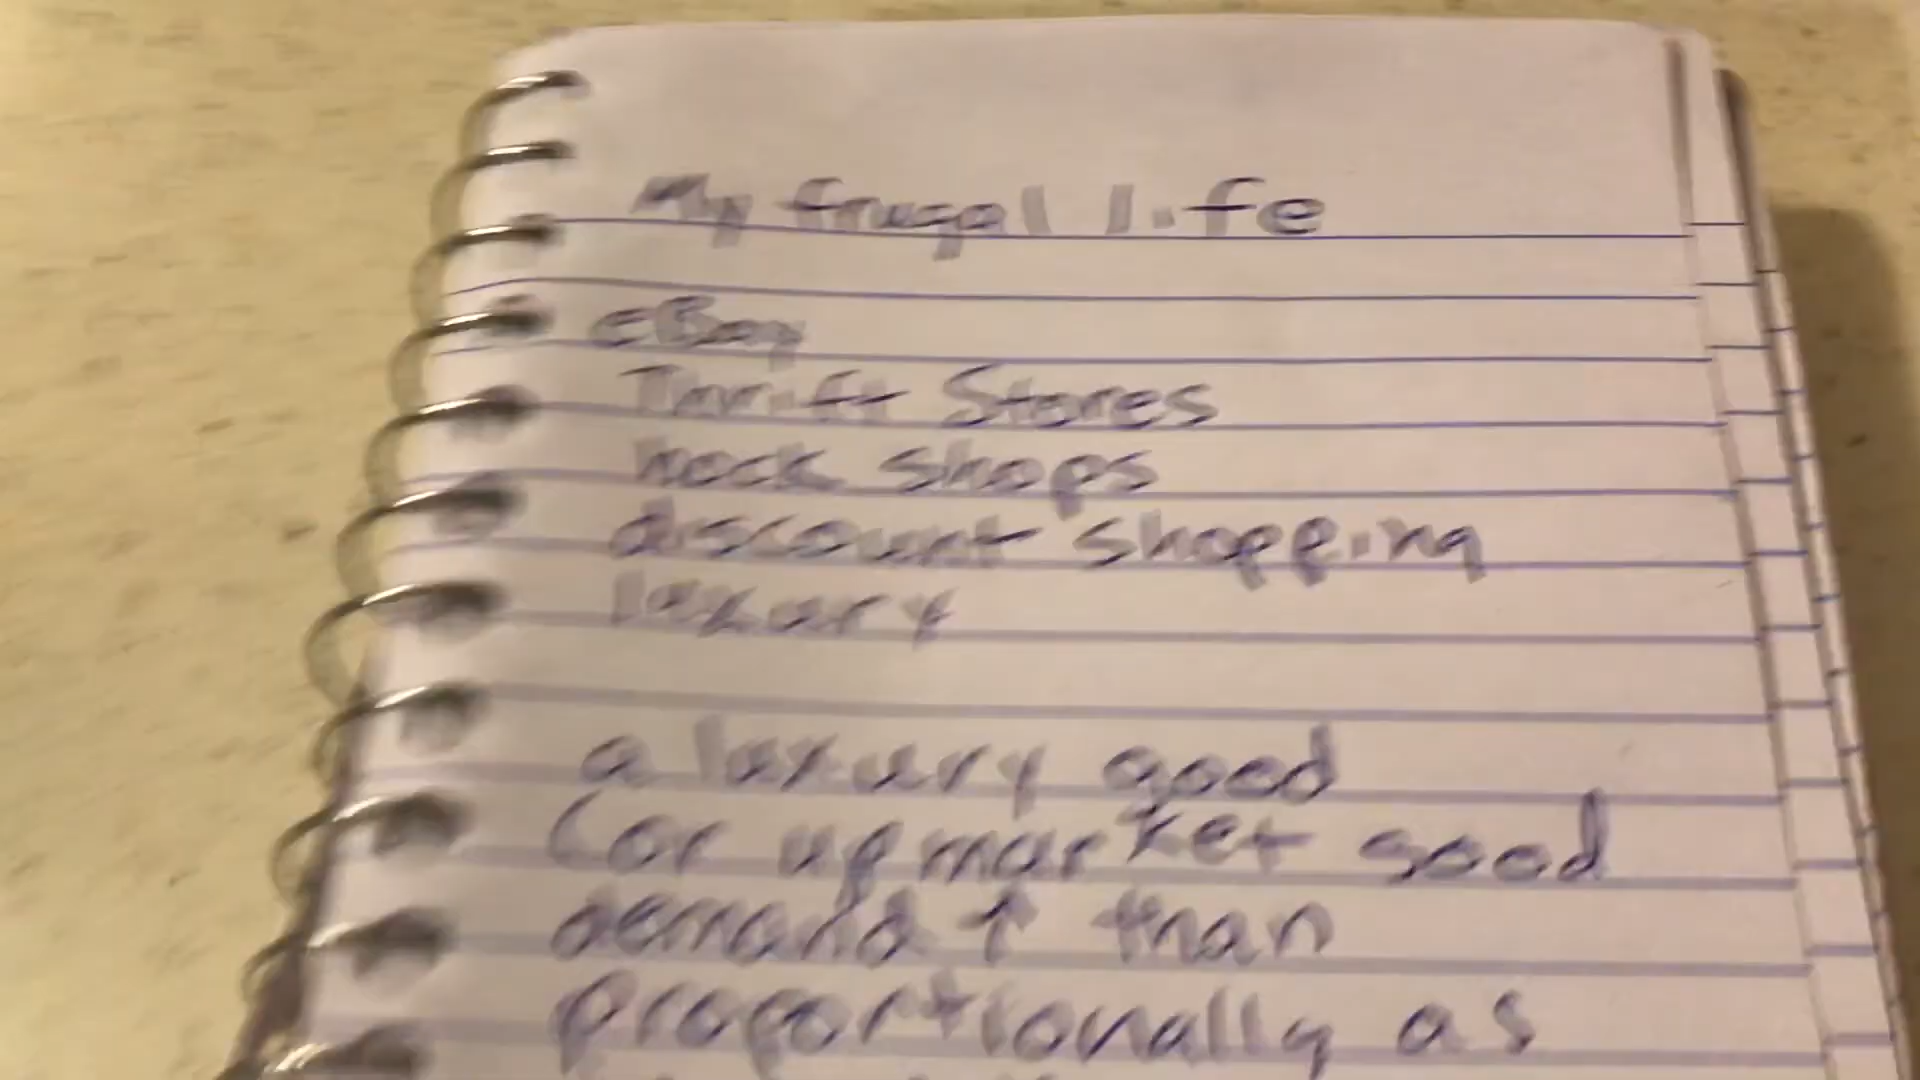 My frugal life
eBay
Thrift Stores
hock shops
discount shopping
luxury
a luxury good
(or upmarket good
demand ↑ than
proportionally as